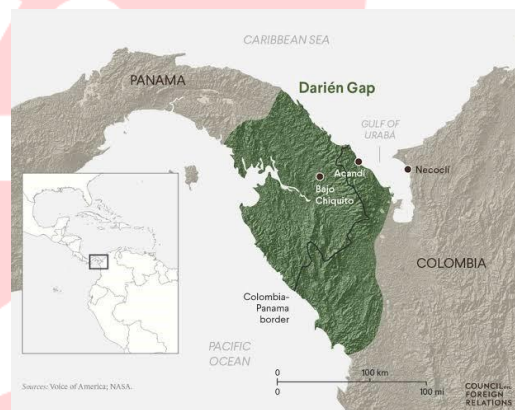 CARIBBEAN SEA
PANAMA
Darién Gap
GULF OF
URABÁ
Acandí
Necoclí
Bajo
Chiquito
COLOMBIA
Colombia-
Panama
border
PACIFIC
OCEAN
0 100 km
0 100 mi
Sources: Voice of America; NASA.
COUNCIL on
FOREIGN
RELATIONS